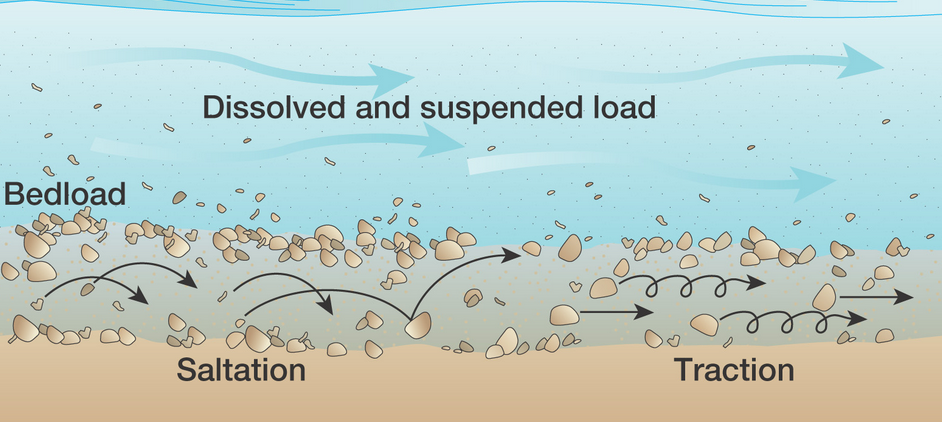 Dissolved and suspended load
Bedload
Saltation
Traction